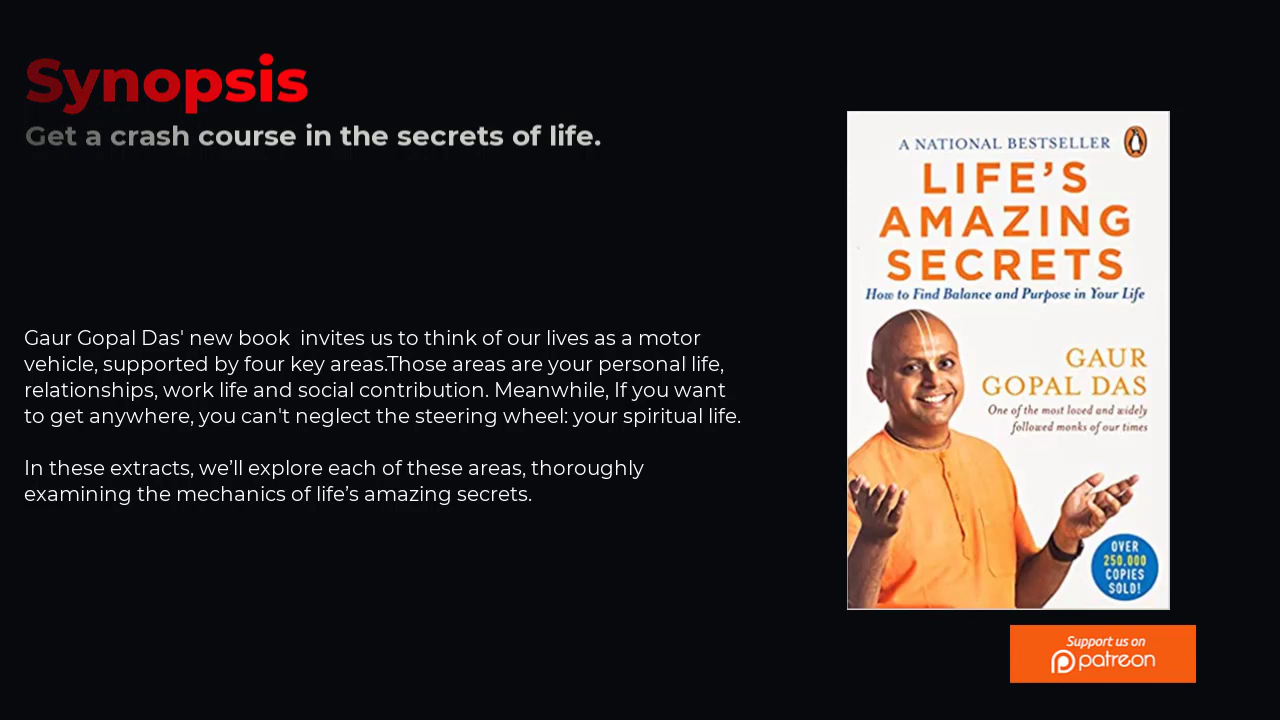 Synopsis
Get a crash course in the secrets of life.
Gaur Gopal Das' new book  invites us to think of our lives as a motor
vehicle, supported by four key areas.Those areas are your personal life,
relationships, work life and social contribution. Meanwhile, If you want
to get anywhere, you can't neglect the steering wheel: your spiritual life.
In these extracts, we’ll explore each of these areas, thoroughly
examining the mechanics of life’s amazing secrets.
A NATIONAL BESTSELLER
LIFE’S
AMAZING
SECRETS
How to Find Balance and Purpose in Your Life
GAUR
GOPAL DAS
One of the most loved and widely
followed monks of our times
OVER
250,000
COPIES
SOLD!
Support us on
patreon